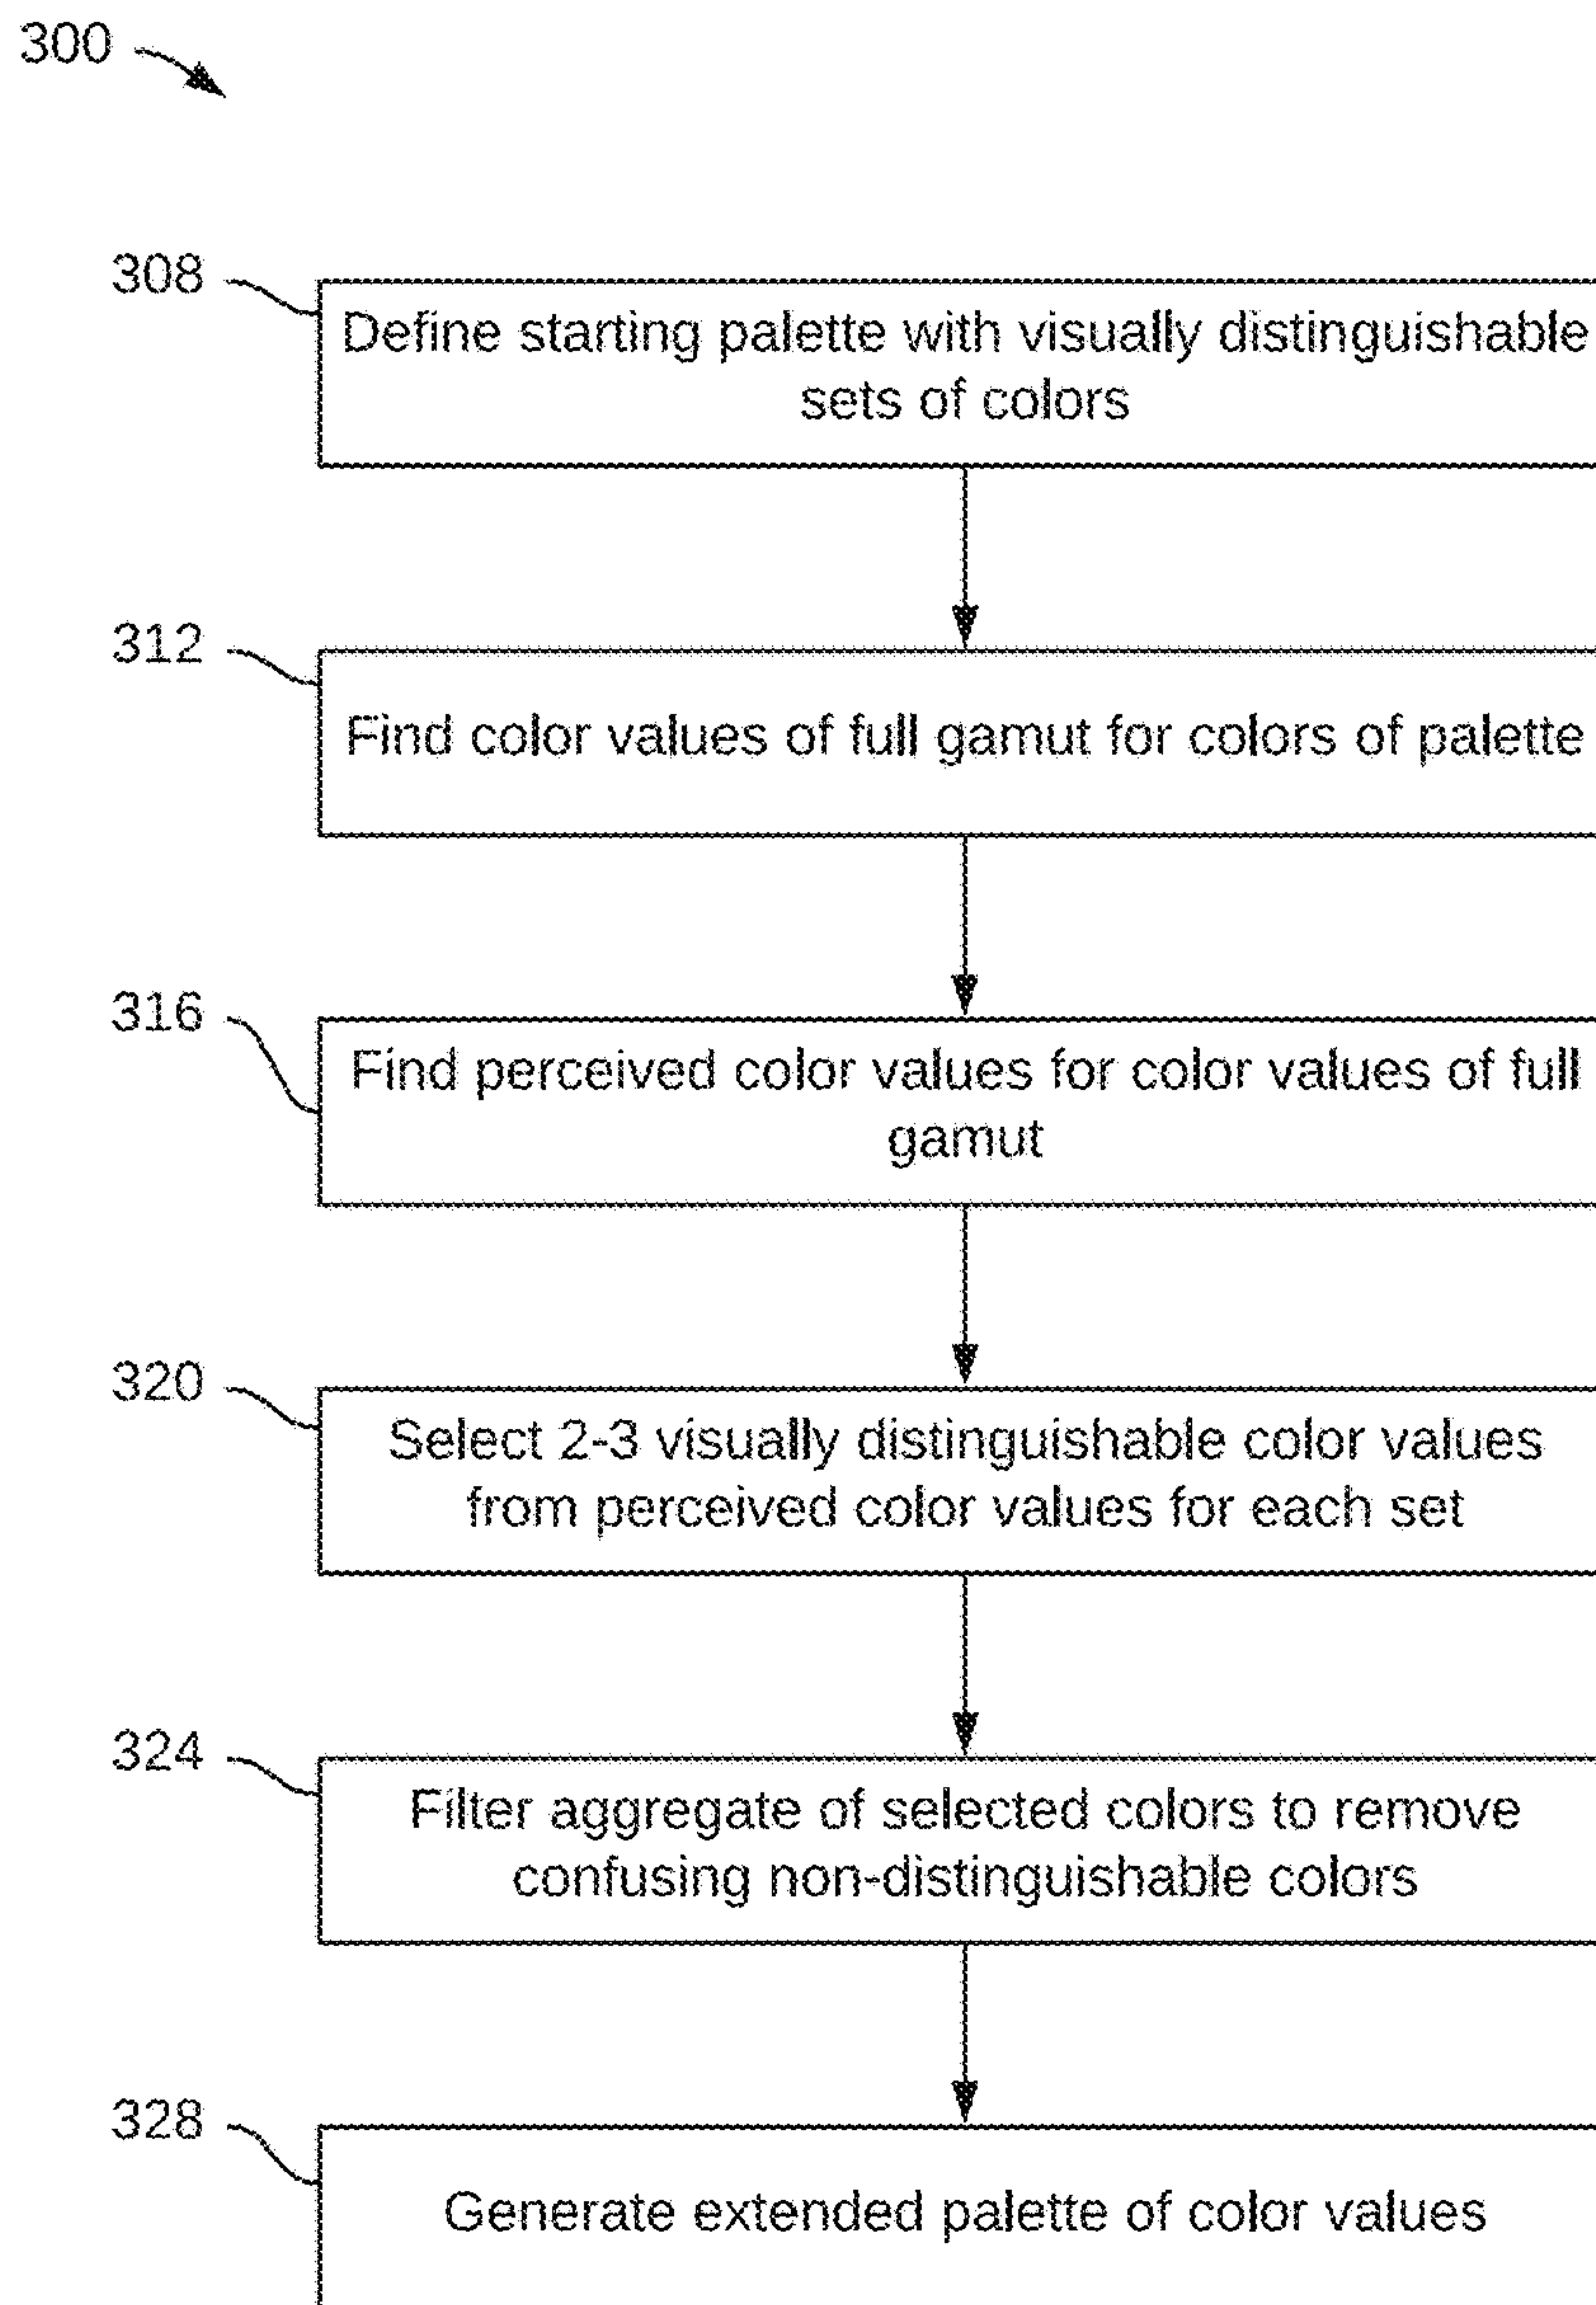 300
308
Define starting palette with visually distinguishable
sets of colors
312
Find color values of full gamut for colors of palette
316
Find perceived color values for color values of full
gamut
320
Select 2-3 visually distinguishable color values
from perceived color values for each set
324
Filter aggregate of selected colors to remove
confusing non-distinguishable colors
328
Generate extended palette of color values